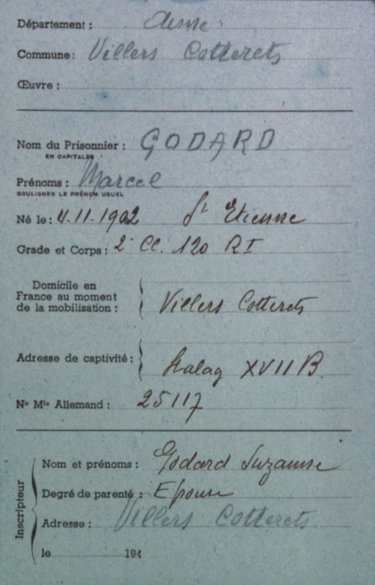 Département : Aisne
Commune : Villers Cotterets
Œuvre :
Nom du Prisonnier : GODARD
EN CAPITALES
Prénoms : Marcel
SOULIGNER LE PRÉNOM USUEL
Né le : 4.11.1902 St Etienne
Grade et Corps : 2e Cl. 120 RI
Domicile en
France au moment
de la mobilisation : Villers Cotterets
Adresse de captivité : Stalag XVII B.
No Mle Allemand : 25117
Inscripteur
Nom et prénoms : Godard Suzanne
Degré de parenté : Epouse
Adresse : Villers Cotterets
le 194